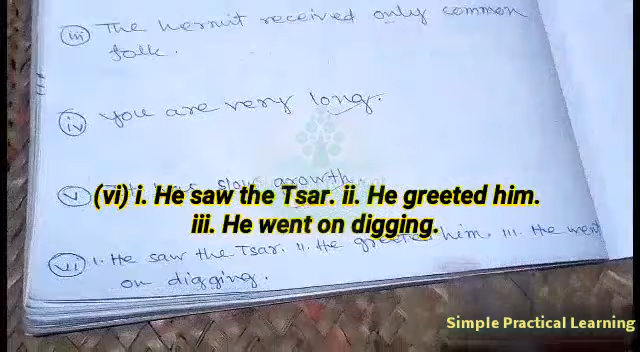 (iii) The hermit received only common
folk.
(iv) You are very long.
(v) It has slow growth.
(vi) i. He saw the Tsar. ii. He greeted him.
iii. He went on digging.
(vi) i. He saw the Tsar. ii. He greeted him. iii. He went
on digging.
Simple Practical Learning